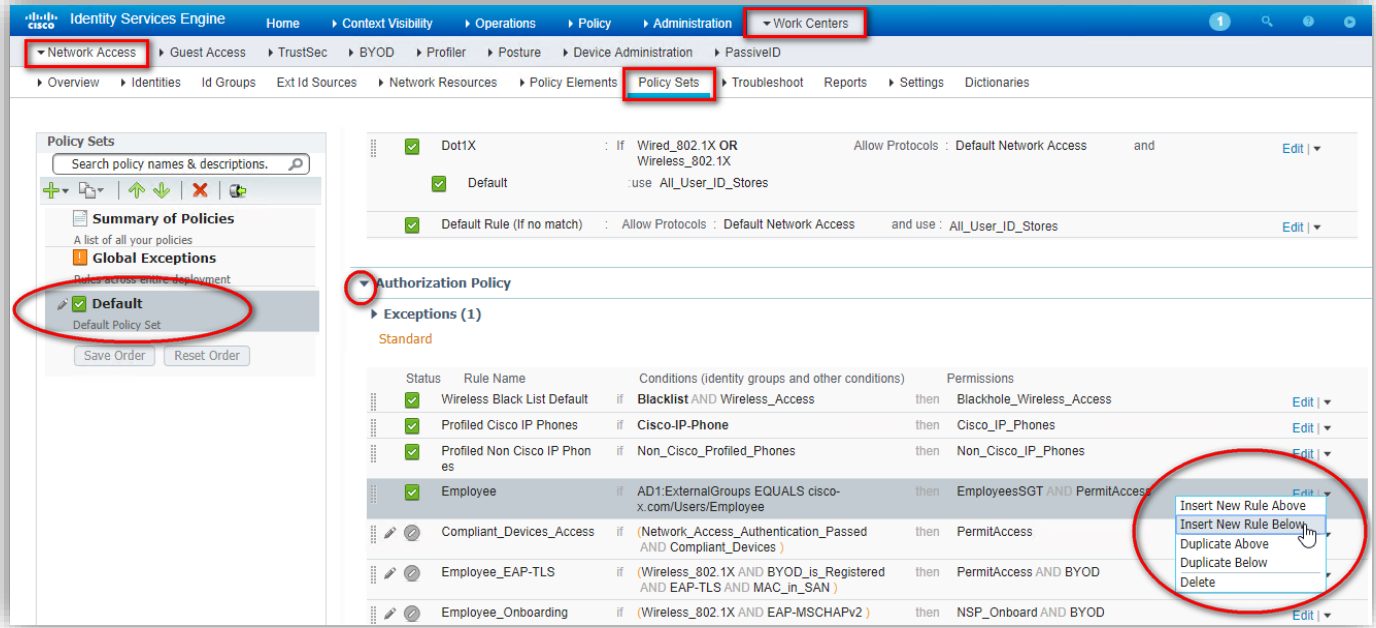 cisco Identity Services Engine Home Context Visibility Operations Policy Administration Work Centers 1
Network Access Guest Access TrustSec BYOD Profiler Posture Device Administration PassiveID
Overview Identities Id Groups Ext Id Sources Network Resources Policy Elements Policy Sets Troubleshoot Reports Settings Dictionaries
Policy Sets
Search policy names & descriptions.
Summary of Policies
A list of all your policies
Global Exceptions
Rules across entire deployment
Default
Default Policy Set
Save Order Reset Order
Dot1X : If Wired_802.1X OR Allow Protocols : Default Network Access and Edit |
Wireless_802.1X
Default :use All_User_ID_Stores
Default Rule (If no match) : Allow Protocols : Default Network Access and use : All_User_ID_Stores Edit |
Authorization Policy
Exceptions (1)
Standard
Status Rule Name Conditions (identity groups and other conditions) Permissions
Wireless Black List Default if Blacklist AND Wireless_Access then Blackhole_Wireless_Access Edit |
Profiled Cisco IP Phones if Cisco-IP-Phone then Cisco_IP_Phones Edit |
Profiled Non Cisco IP Phon if Non_Cisco_Profiled_Phones then Non_Cisco_IP_Phones Edit |
es
Employee if AD1:ExternalGroups EQUALS cisco- then EmployeesSGT AND PermitAccess Edit |
x.com/Users/Employee
Insert New Rule Above
Insert New Rule Below
Duplicate Above
Duplicate Below
Delete
Compliant_Devices_Access if (Network_Access_Authentication_Passed then PermitAccess
AND Compliant_Devices )
Employee_EAP-TLS if (Wireless_802.1X AND BYOD_is_Registered then PermitAccess AND BYOD
AND EAP-TLS AND MAC_in_SAN )
Employee_Onboarding if (Wireless_802.1X AND EAP-MSCHAPv2 ) then NSP_Onboard AND BYOD Edit |